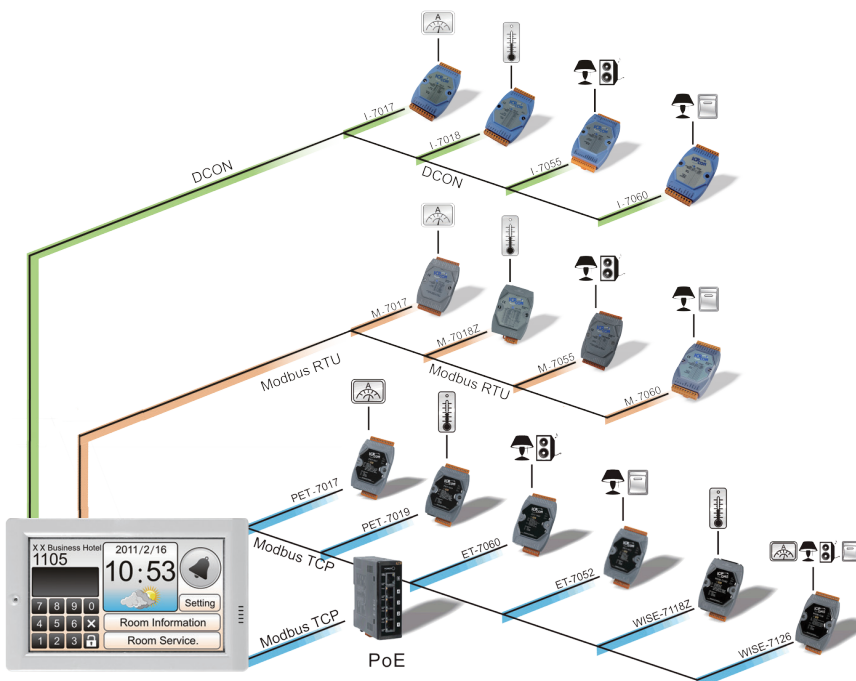 A
I-7017
I-7018
I-7055
I-7060
DCON
DCON
A
M-7017
M-7018Z
M-7055
M-7060
Modbus RTU
Modbus RTU
A
PET-7017
PET-7019
ET-7060
ET-7052
WISE-7118Z
WISE-7126
Modbus TCP
Modbus TCP
PoE
X X Business Hotel
1105
2011/2/16
10:53
Setting
7 8 9 0
4 5 6 X
1 2 3
Room Information
Room Service.